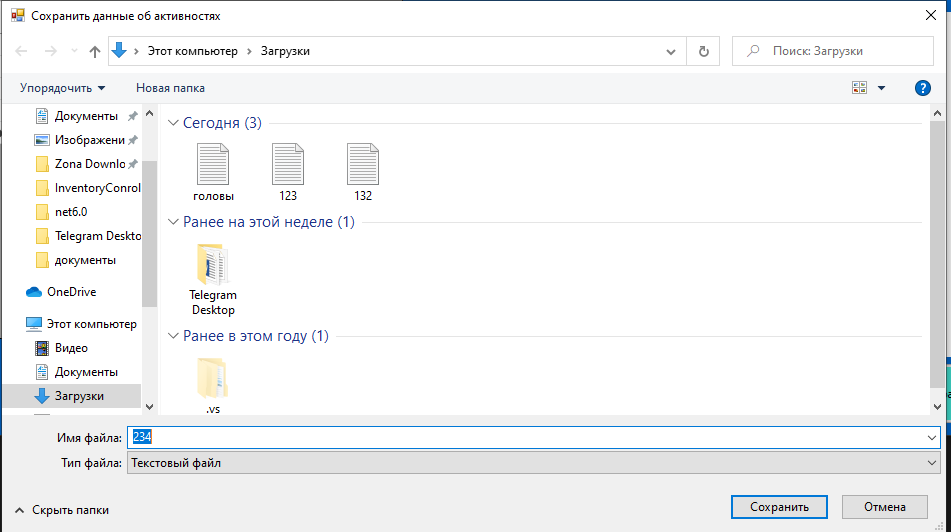 Сохранить данные об активностях
Этот компьютер
Загрузки
Поиск: Загрузки
Упорядочить
Новая папка
?
Документы
Изображени
Zona Downlo
InventoryConrol
net6.0
Telegram Deskto
документы
OneDrive
Этот компьютер
Видео
Документы
Загрузки
Сегодня (3)
головы
123
132
Ранее на этой неделе (1)
Telegram
Desktop
Ранее в этом году (1)
.vs
Имя файла:
234
Тип файла:
Текстовый файл
Скрыть папки
Сохранить
Отмена